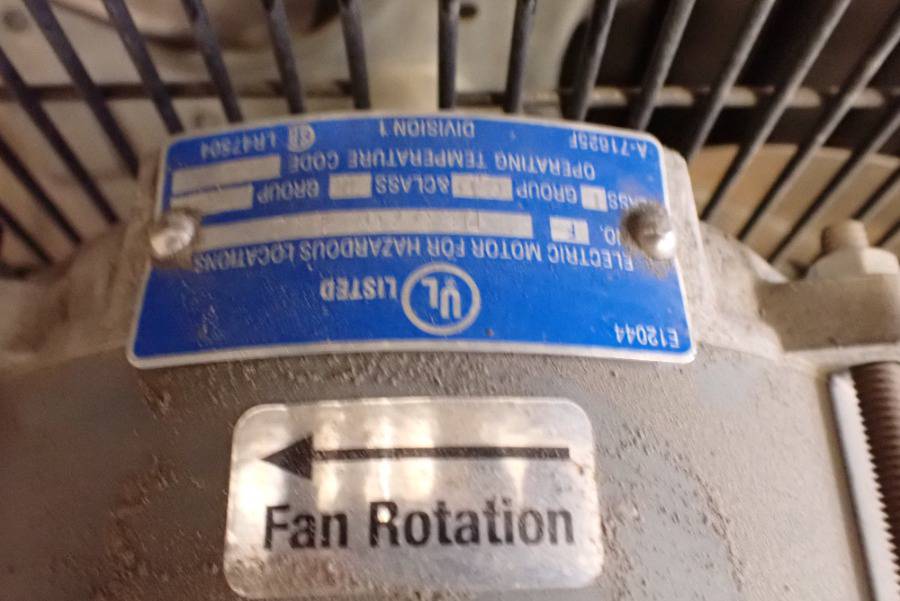 E12044
UL LISTED
ELECTRIC MOTOR FOR HAZARDOUS LOCATIONS
NO. F
CLASS I GROUP &CLASS GROUP
OPERATING TEMPERATURE CODE
A-71625F DIVISION 1 LR47504
Fan Rotation